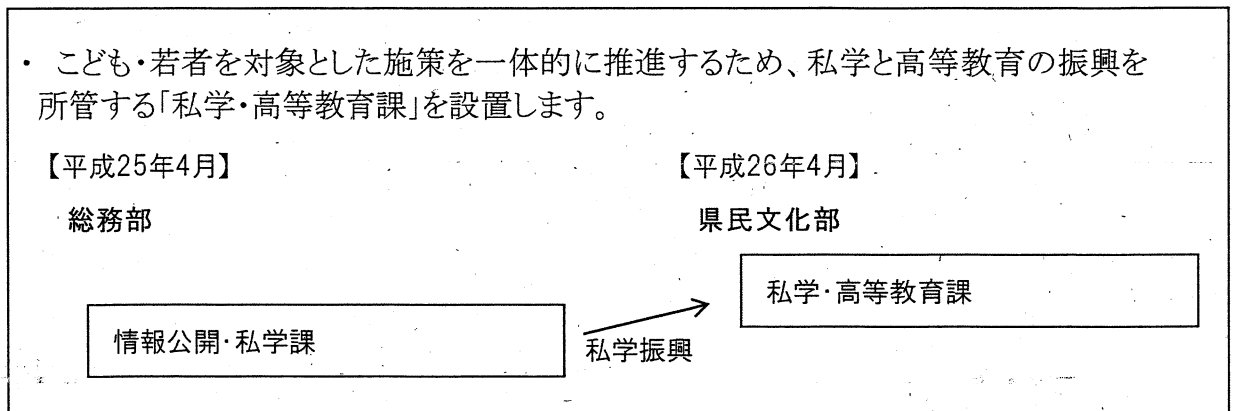 ・ こども・若者を対象とした施策を一体的に推進するため、私学と高等教育の振興を
所管する「私学・高等教育課」を設置します。
【平成25年4月】
【平成26年4月】
総務部
県民文化部
私学・高等教育課
情報公開・私学課
私学振興